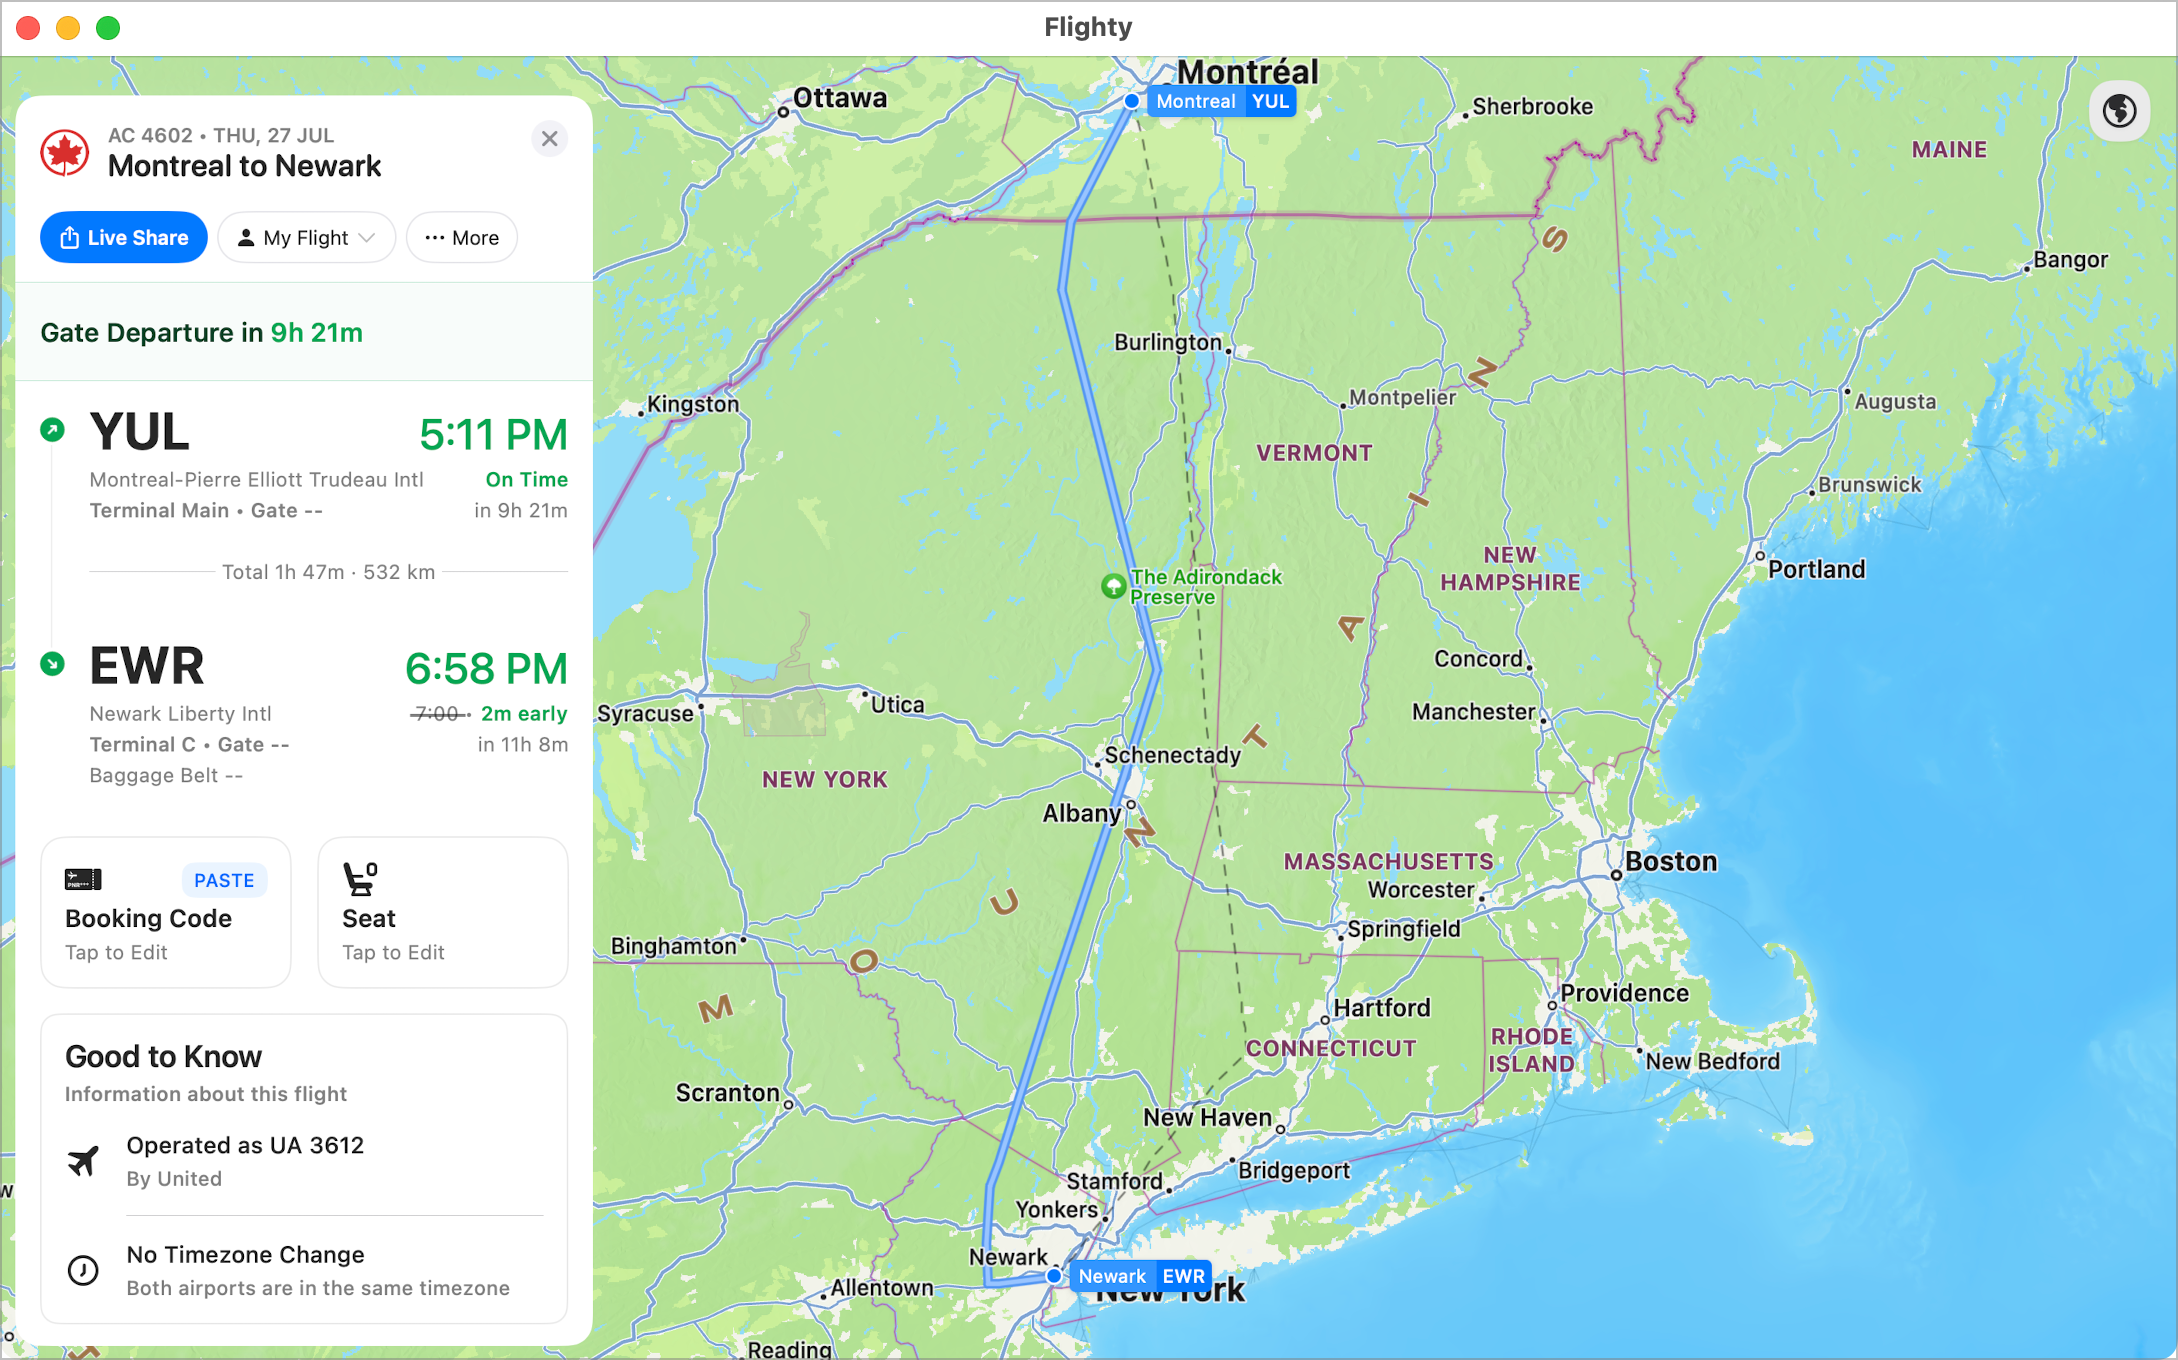 Flighty
AC 4602 • THU, 27 JUL
Montreal to Newark
Live Share
My Flight
More
Gate Departure in 9h 21m
YUL
5:11 PM
Montreal-Pierre Elliott Trudeau Intl
On Time
Terminal Main • Gate --
in 9h 21m
Total 1h 47m · 532 km
EWR
6:58 PM
Newark Liberty Intl
7:00 • 2m early
Terminal C • Gate --
in 11h 8m
Baggage Belt --
PNR
PASTE
Booking Code
Tap to Edit
Seat
Tap to Edit
Good to Know
Information about this flight
Operated as UA 3612
By United
No Timezone Change
Both airports are in the same timezone
Montréal
Montreal YUL
Ottawa
Sherbrooke
MAINE
Bangor
Burlington
Montpelier
Kingston
Augusta
VERMONT
Brunswick
NEW
HAMPSHIRE
Portland
The Adirondack
Preserve
Concord
Manchester
Syracuse
Utica
Schenectady
NEW YORK
Albany
MASSACHUSETTS
Boston
Worcester
Springfield
Binghamton
Hartford
Providence
CONNECTICUT
RHODE
ISLAND
New Bedford
Scranton
New Haven
Bridgeport
Stamford
Yonkers
Newark
Newark EWR
New York
Allentown
Reading
M O U N T A I N S